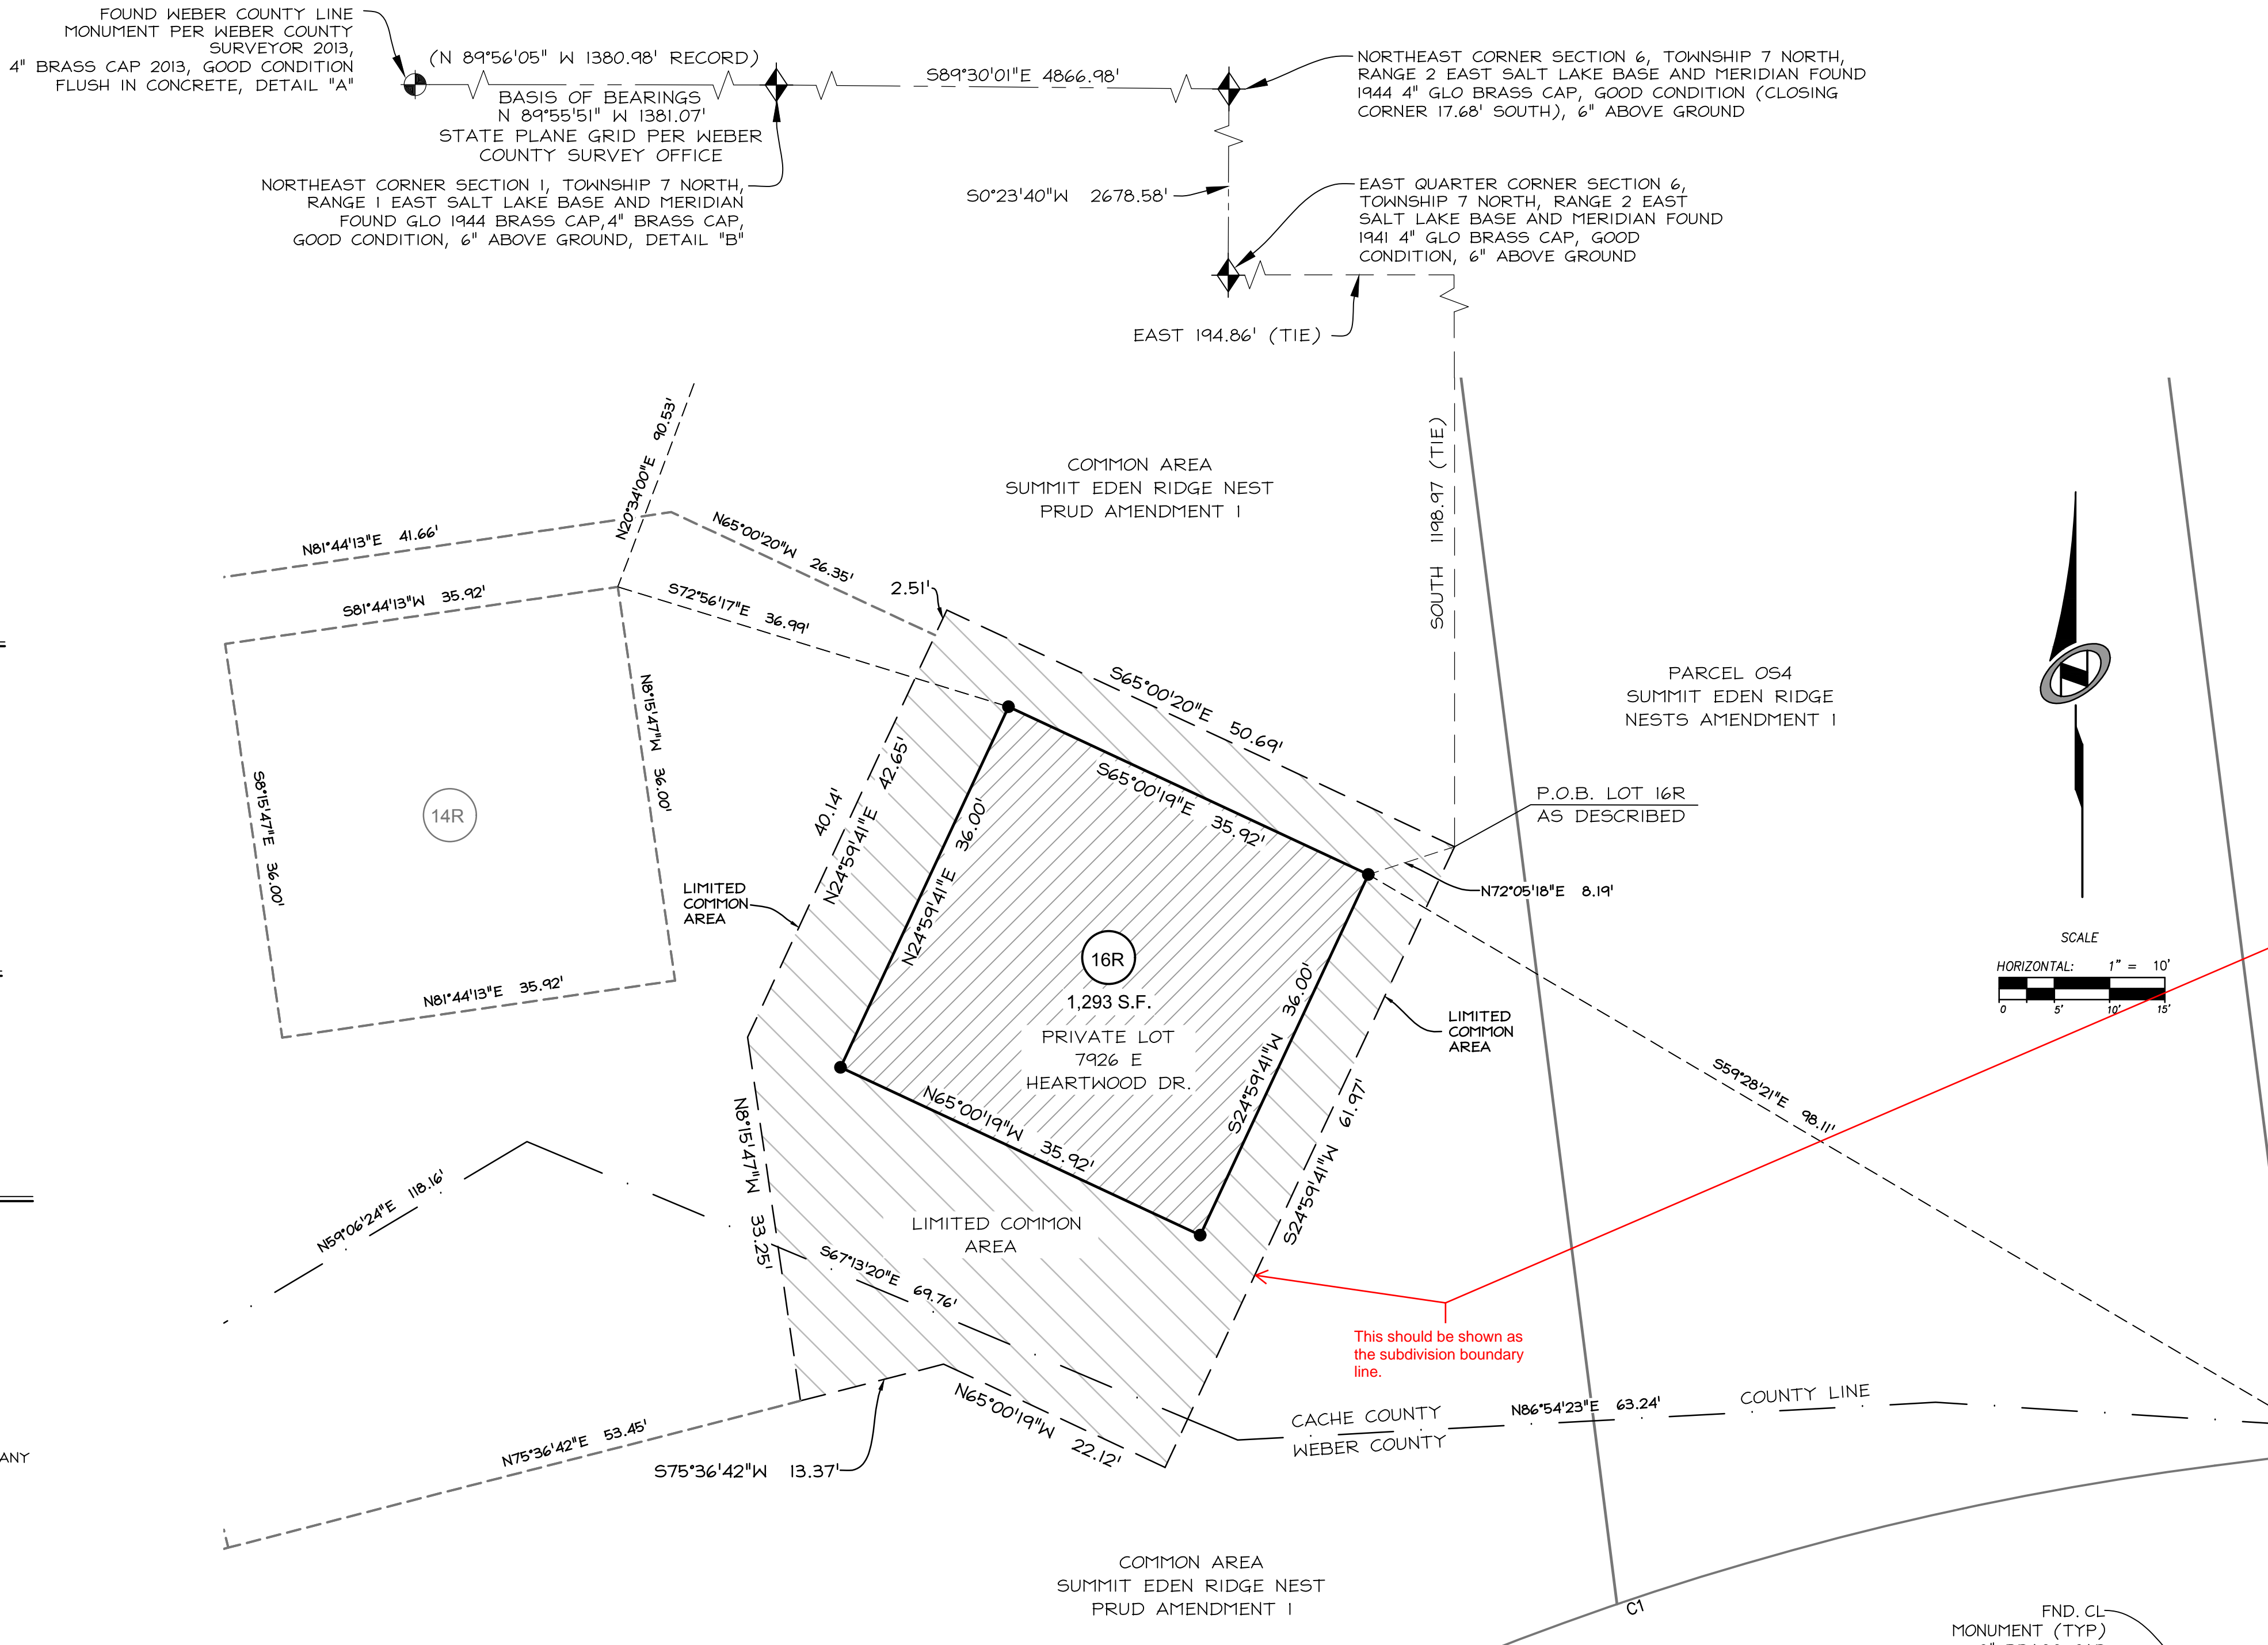 FOUND WEBER COUNTY LINE
MONUMENT PER WEBER COUNTY
SURVEYOR 2013,
4" BRASS CAP 2013, GOOD CONDITION
FLUSH IN CONCRETE, DETAIL "A"
(N 89°56'05" W 1380.98' RECORD)
BASIS OF BEARINGS
N 89°55'51" W 1381.07'
STATE PLANE GRID PER WEBER
COUNTY SURVEY OFFICE
S89°30'01"E 4866.98'
NORTHEAST CORNER SECTION 6, TOWNSHIP 7 NORTH,
RANGE 2 EAST SALT LAKE BASE AND MERIDIAN FOUND
1944 4" GLO BRASS CAP, GOOD CONDITION (CLOSING
CORNER 17.68' SOUTH), 6" ABOVE GROUND
NORTHEAST CORNER SECTION 1, TOWNSHIP 7 NORTH,
RANGE 1 EAST SALT LAKE BASE AND MERIDIAN
FOUND GLO 1944 BRASS CAP,4" BRASS CAP,
GOOD CONDITION, 6" ABOVE GROUND, DETAIL "B"
S0°23'40"W 2678.58'
EAST QUARTER CORNER SECTION 6,
TOWNSHIP 7 NORTH, RANGE 2 EAST
SALT LAKE BASE AND MERIDIAN FOUND
1941 4" GLO BRASS CAP, GOOD
CONDITION, 6" ABOVE GROUND
EAST 194.86' (TIE)
SOUTH 1198.97 (TIE)
COMMON AREA
SUMMIT EDEN RIDGE NEST
PRUD AMENDMENT 1
N20°34'00"E 90.53'
N81°44'13"E 41.66'
N65°00'20"W 26.35'
2.51'
S81°44'13"W 35.92'
S72°56'17"E 36.99'
N8°15'47"W 36.00'
S8°15'47"E 36.00'
14R
N81°44'13"E 35.92'
S65°00'20"E 50.69'
PARCEL OS4
SUMMIT EDEN RIDGE
NESTS AMENDMENT 1
P.O.B. LOT 16R
AS DESCRIBED
N72°05'18"E 8.19'
40.14'
N24°59'41"E 42.65'
N24°59'41"E 36.00'
S65°00'19"E 35.92'
LIMITED
COMMON
AREA
16R
1,293 S.F.
PRIVATE LOT
7926 E
HEARTWOOD DR.
S24°59'41"W 36.00'
N65°00'19"W 35.92'
LIMITED
COMMON
AREA
S24°59'41"W 61.97'
SCALE
HORIZONTAL: 1" = 10'
0 5' 10' 15'
S59°28'21"E 98.11'
N8°15'47"W 33.25'
LIMITED COMMON
AREA
N59°06'24"E 118.16'
S67°13'20"E 69.76'
This should be shown as
the subdivision boundary
line.
N65°00'19"W 22.12'
CACHE COUNTY
WEBER COUNTY
N86°54'23"E 63.24'
COUNTY LINE
ANY
N75°36'42"E 53.45'
S75°36'42"W 13.37'
COMMON AREA
SUMMIT EDEN RIDGE NEST
PRUD AMENDMENT 1
C1
FND. CL
MONUMENT (TYP)